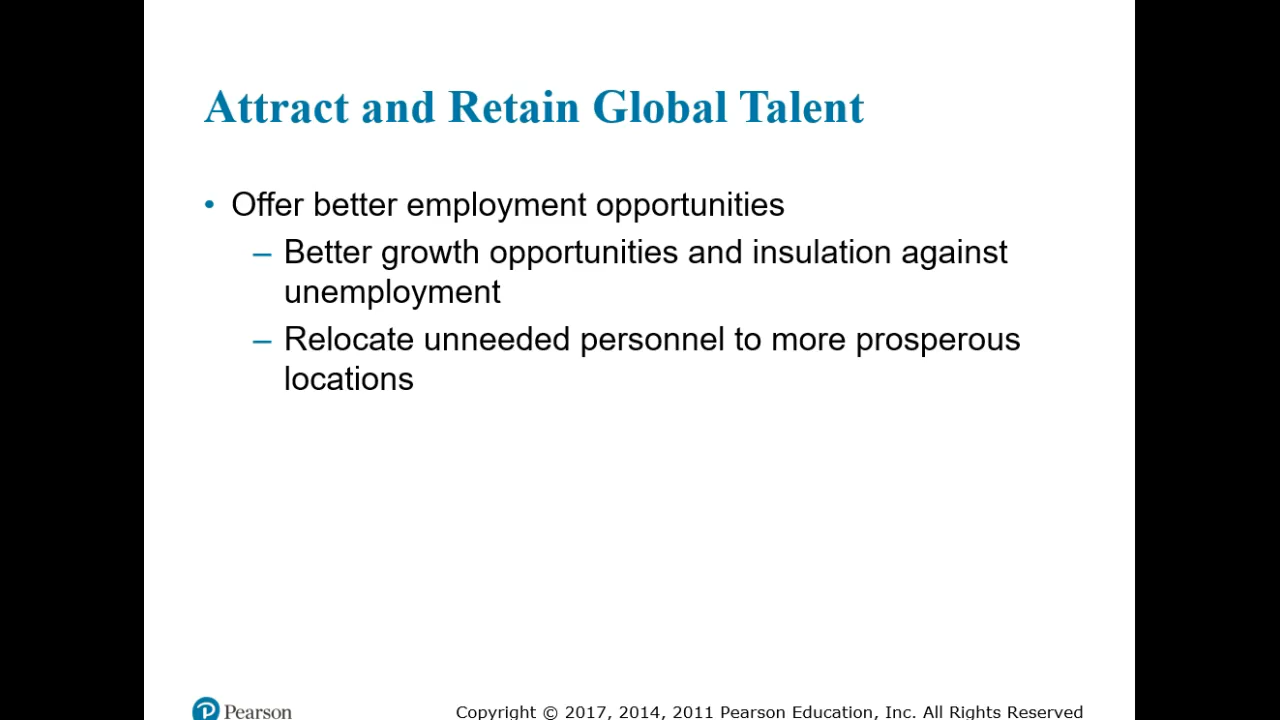 Attract and Retain Global Talent
• Offer better employment opportunities
– Better growth opportunities and insulation against
unemployment
– Relocate unneeded personnel to more prosperous
locations
Pearson
Copyright © 2017, 2014, 2011 Pearson Education, Inc. All Rights Reserved